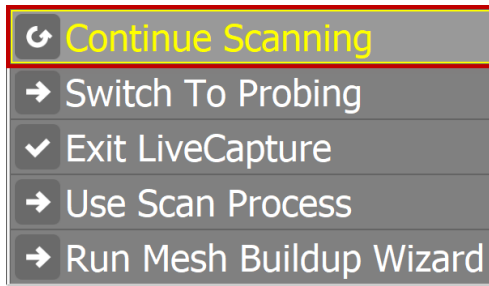 Continue Scanning
Switch To Probing
Exit LiveCapture
Use Scan Process
Run Mesh Buildup Wizard